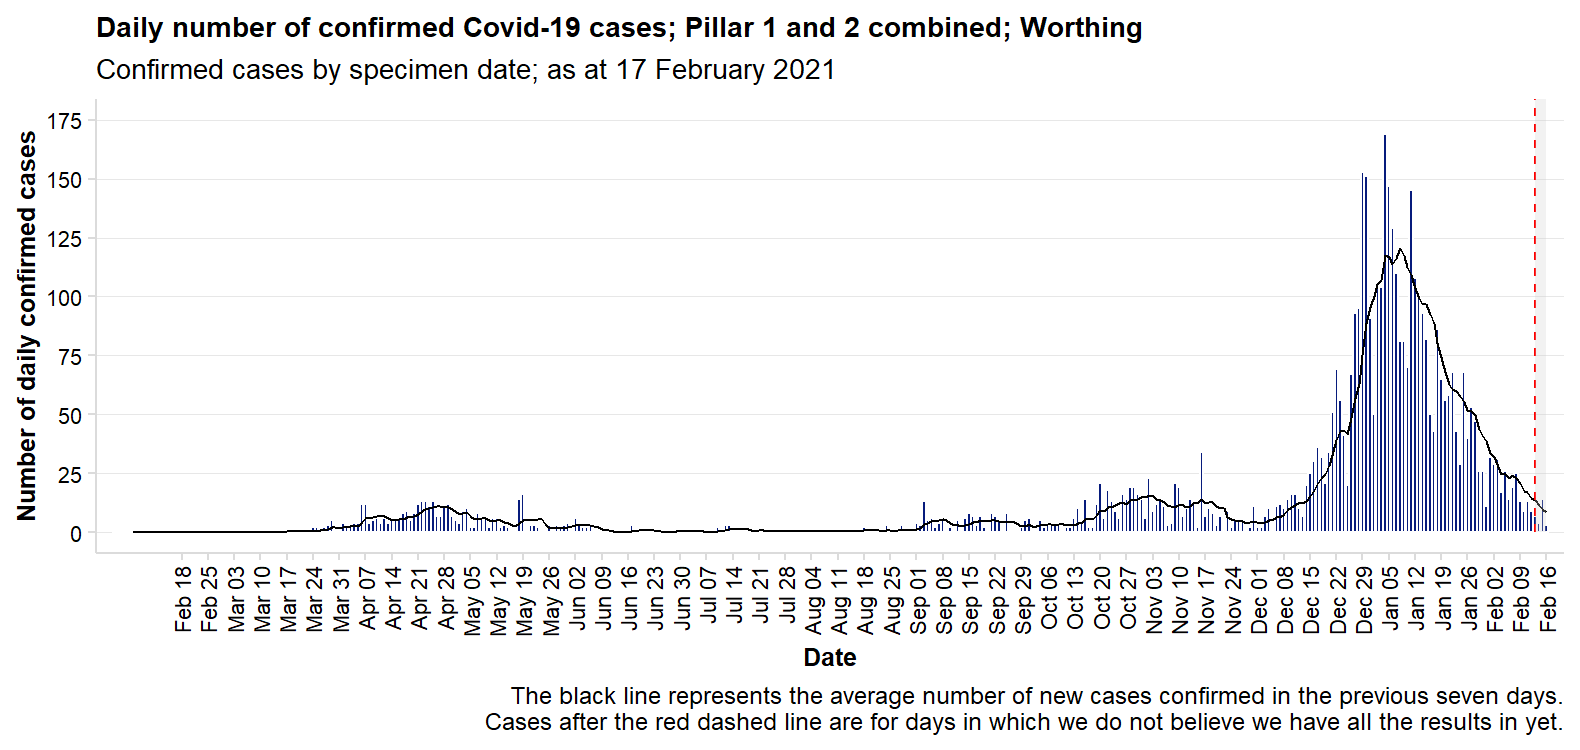 Daily number of confirmed Covid-19 cases; Pillar 1 and 2 combined; Worthing
Confirmed cases by specimen date; as at 17 February 2021
Number of daily confirmed cases
175
150
125
100
75
50
25
0
Feb 18
Feb 25
Mar 03
Mar 10
Mar 17
Mar 24
Mar 31
Apr 07
Apr 14
Apr 21
Apr 28
May 05
May 12
May 19
May 26
Jun 02
Jun 09
Jun 16
Jun 23
Jun 30
Jul 07
Jul 14
Jul 21
Jul 28
Aug 04
Aug 11
Aug 18
Aug 25
Sep 01
Sep 08
Sep 15
Sep 22
Sep 29
Oct 06
Oct 13
Oct 20
Oct 27
Nov 03
Nov 10
Nov 17
Nov 24
Dec 01
Dec 08
Dec 15
Dec 22
Dec 29
Jan 05
Jan 12
Jan 19
Jan 26
Feb 02
Feb 09
Feb 16
Date
The black line represents the average number of new cases confirmed in the previous seven days.
Cases after the red dashed line are for days in which we do not believe we have all the results in yet.